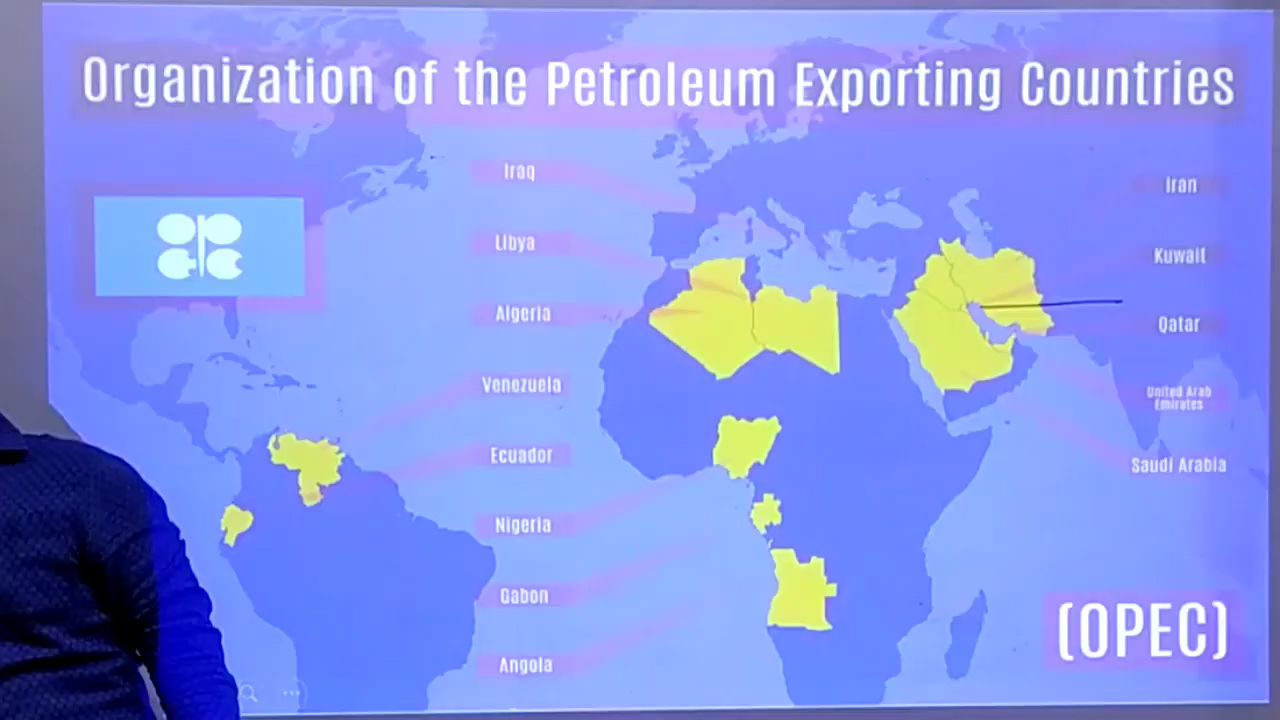 Organization of the Petroleum Exporting Countries
Iraq
Libya
Algeria
Venezuela
Ecuador
Nigeria
Gabon
Angola
Iran
Kuwait
Qatar
United Arab
Emirates
Saudi Arabia
(OPEC)